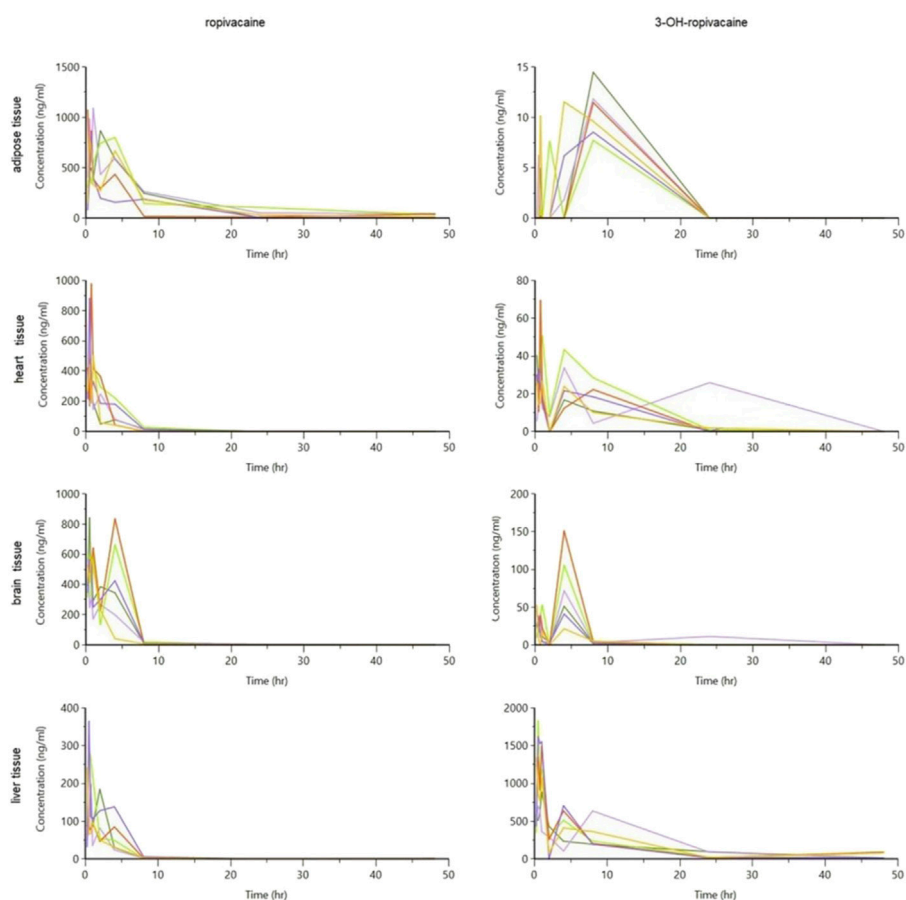 ropivacaine
3-OH-ropivacaine
adipose tissue
Concentration (ng/ml)
1500
1000
500
0
0 10 20 30 40 50
Time (hr)
Concentration (ng/ml)
15
10
5
0
0 10 20 30 40 50
Time (hr)
heart tissue
Concentration (ng/ml)
1000
800
600
400
200
0
0 10 20 30 40 50
Time (hr)
Concentration (ng/ml)
80
60
40
20
0
0 10 20 30 40 50
Time (hr)
brain tissue
Concentration (ng/ml)
1000
800
600
400
200
0
0 10 20 30 40 50
Time (hr)
Concentration (ng/ml)
200
150
100
50
0
0 10 20 30 40 50
Time (hr)
liver tissue
Concentration (ng/ml)
400
300
200
100
0
0 10 20 30 40 50
Time (hr)
Concentration (ng/ml)
2000
1500
1000
500
0
0 10 20 30 40 50
Time (hr)